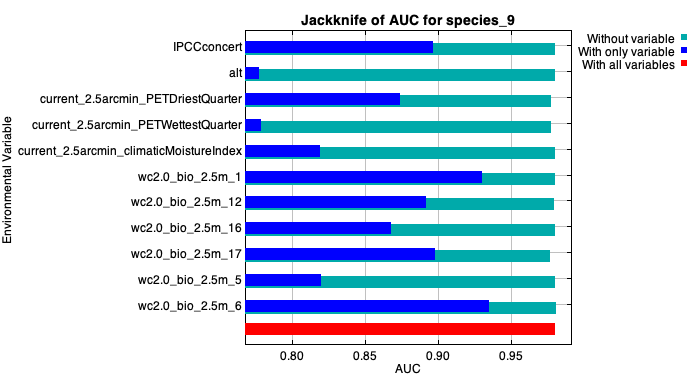 Jackknife of AUC for species_9
Without variable
With only variable
With all variables
Environmental Variable
IPCCconcert
alt
current_2.5arcmin_PETDriestQuarter
current_2.5arcmin_PETWettestQuarter
current_2.5arcmin_climaticMoistureIndex
wc2.0_bio_2.5m_1
wc2.0_bio_2.5m_12
wc2.0_bio_2.5m_16
wc2.0_bio_2.5m_17
wc2.0_bio_2.5m_5
wc2.0_bio_2.5m_6
0.80 0.85 0.90 0.95
AUC